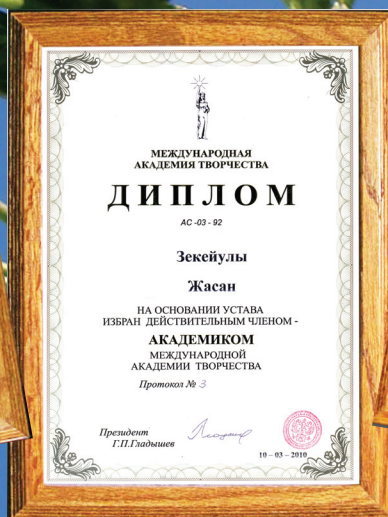 МЕЖДУНАРОДНАЯ
АКАДЕМИЯ ТВОРЧЕСТВА
ДИПЛОМ
АС -03 - 92
Зекейулы
Жасан
НА ОСНОВАНИИ УСТАВА
ИЗБРАН ДЕЙСТВИТЕЛЬНЫМ ЧЛЕНОМ -
АКАДЕМИКОМ
МЕЖДУНАРОДНОЙ
АКАДЕМИИ ТВОРЧЕСТВА
Протокол № 3
Президент
Г.П.Гладышев
10 – 03 – 2010